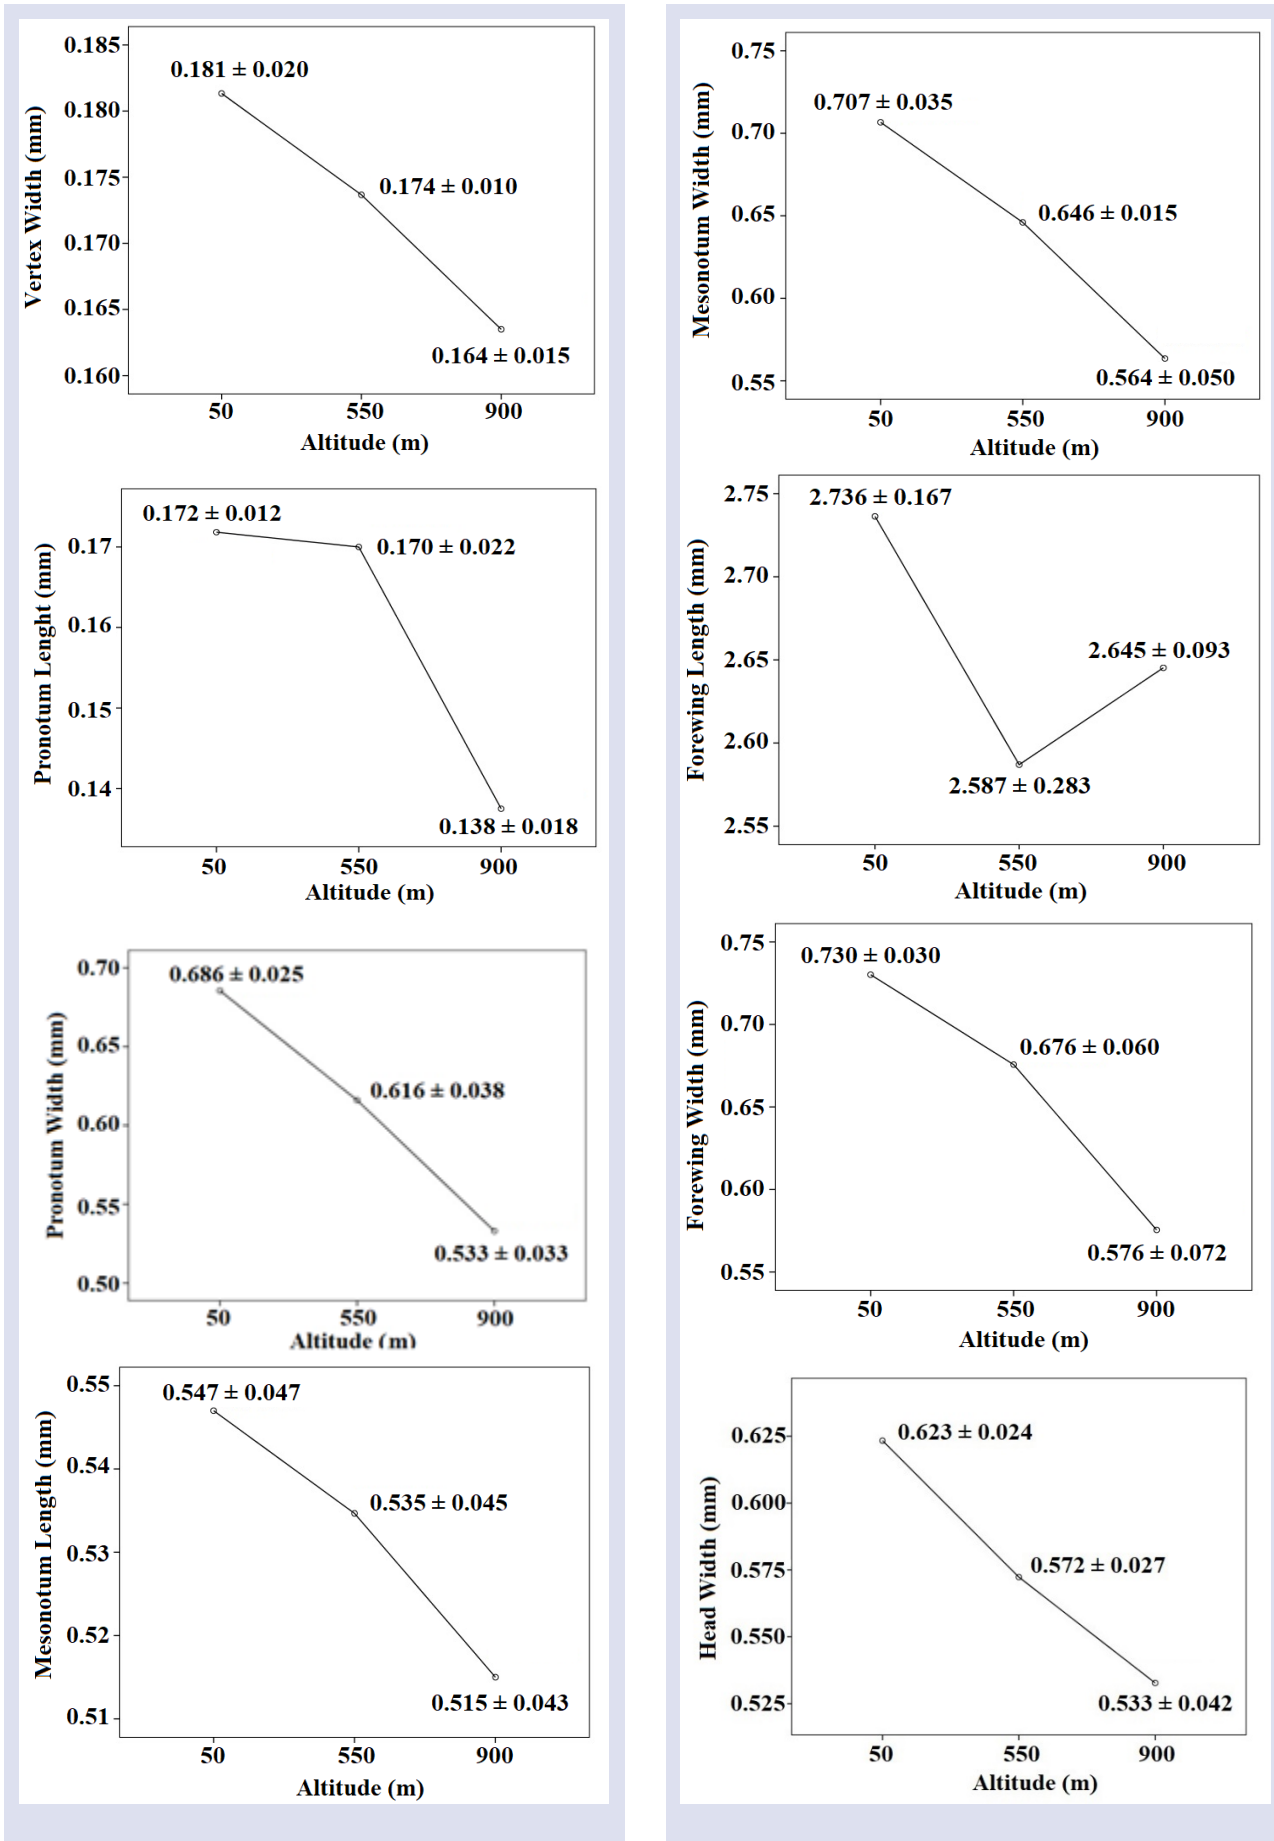 0.185
0.181 ± 0.020
0.180
0.175
0.174 ± 0.010
0.170
0.165
0.164 ± 0.015
0.160
Vertex Width (mm)
50 550 900
Altitude (m)
0.172 ± 0.012
0.17
0.170 ± 0.022
0.16
0.15
0.14
0.138 ± 0.018
Pronotum Lenght (mm)
50 550 900
Altitude (m)
0.70
0.686 ± 0.025
0.65
0.616 ± 0.038
0.60
0.55
0.533 ± 0.033
0.50
Pronotum Width (mm)
50 550 900
Altitude (m)
0.55
0.547 ± 0.047
0.54
0.535 ± 0.045
0.53
0.52
0.515 ± 0.043
0.51
Mesonotum Length (mm)
50 550 900
Altitude (m)
0.75
0.707 ± 0.035
0.70
0.65
0.646 ± 0.015
0.60
0.564 ± 0.050
0.55
Mesonotum Width (mm)
50 550 900
Altitude (m)
2.75
2.736 ± 0.167
2.70
2.65
2.645 ± 0.093
2.60
2.587 ± 0.283
2.55
Forewing Length (mm)
50 550 900
Altitude (m)
0.75
0.730 ± 0.030
0.70
0.676 ± 0.060
0.65
0.60
0.576 ± 0.072
0.55
Forewing Width (mm)
50 550 900
Altitude (m)
0.625
0.623 ± 0.024
0.600
0.575
0.572 ± 0.027
0.550
0.533 ± 0.042
0.525
Head Width (mm)
50 550 900
Altitude (m)